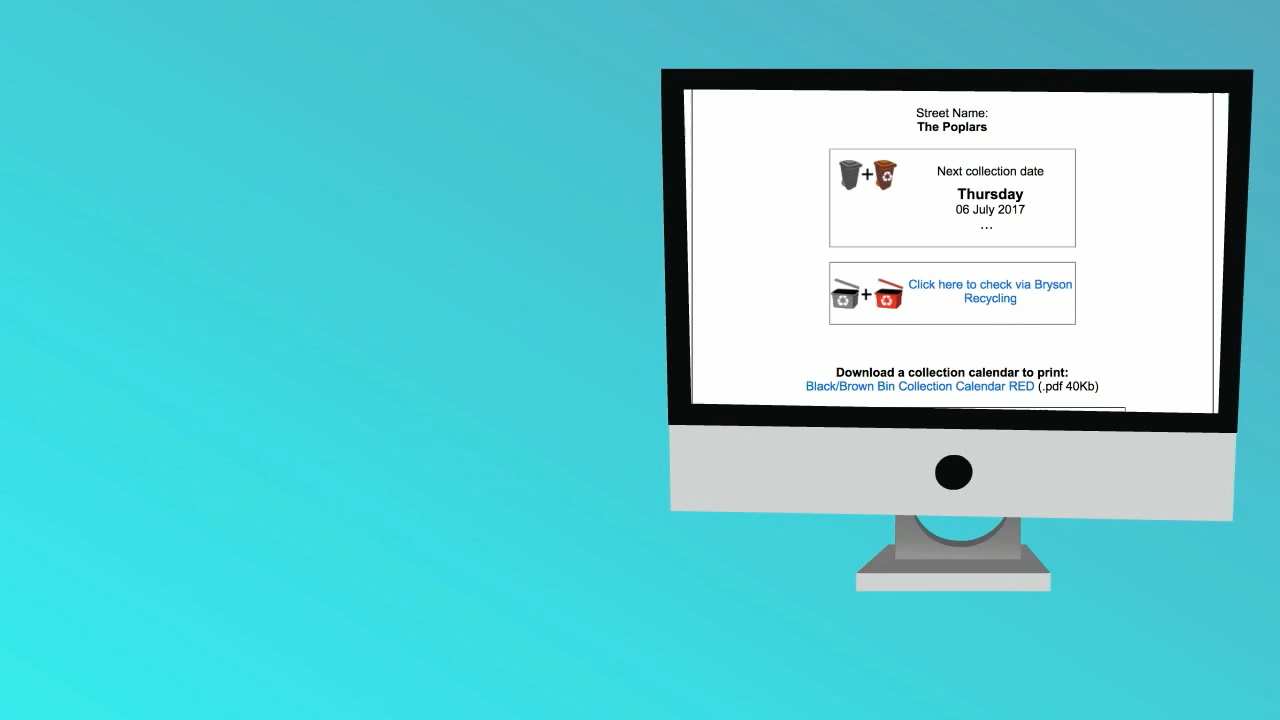 Street Name:
The Poplars
+
Next collection date
Thursday
06 July 2017
...
+
Click here to check via Bryson
Recycling
Download a collection calendar to print:
Black/Brown Bin Collection Calendar RED (.pdf 40Kb)